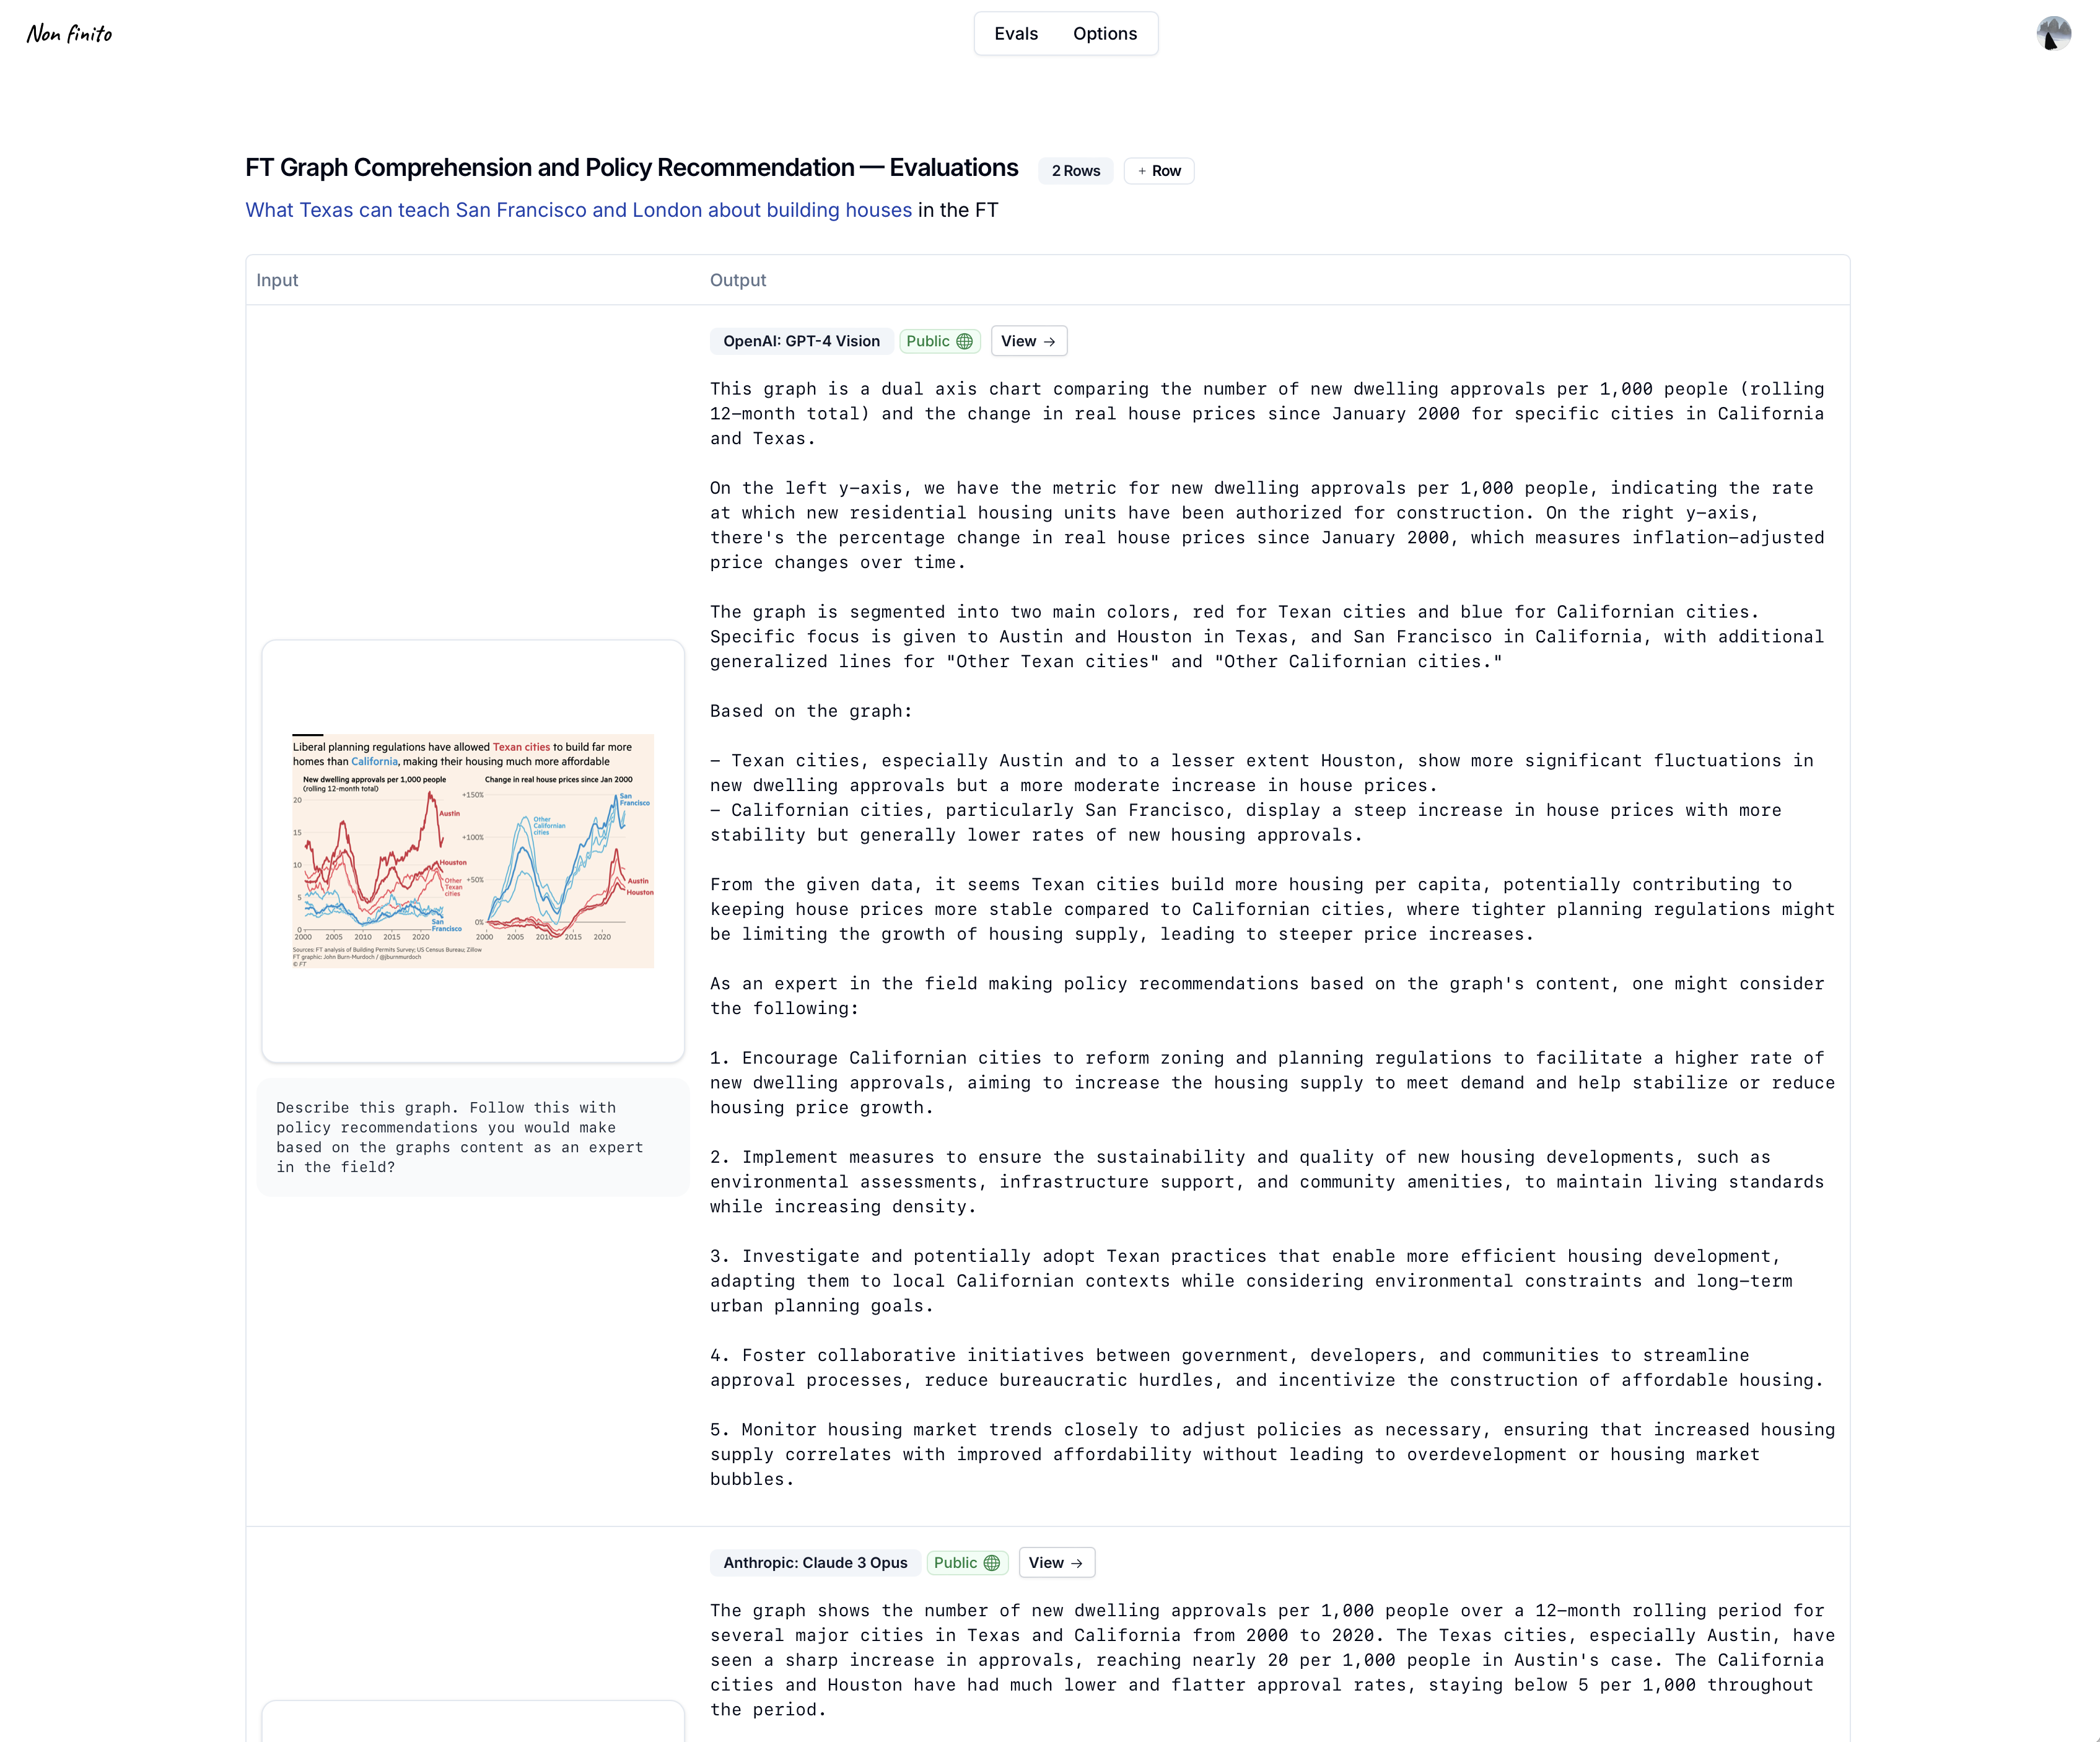 Non finito
Evals
Options
FT Graph Comprehension and Policy Recommendation — Evaluations
2 Rows
+ Row
What Texas can teach San Francisco and London about building houses in the FT
Input
Output
Liberal planning regulations have allowed Texan cities to build far more
homes than California, making their housing much more affordable
New dwelling approvals per 1,000 people
(rolling 12-month total)
20
15
10
5
0
2000 2005 2010 2015 2020
Austin
Houston
Other
Texan
cities
San
Francisco
Change in real house prices since Jan 2000
+150%
+100%
+50%
0%
2000 2005 2010 2015 2020
San
Francisco
Other
Californian
cities
Austin
Houston
Sources: FT analysis of Building Permits Survey; US Census Bureau; Zillow
FT graphic: John Burn-Murdoch / @jburnmurdoch
© FT
Describe this graph. Follow this with
policy recommendations you would make
based on the graphs content as an expert
in the field?
OpenAI: GPT-4 Vision
Public
View →
This graph is a dual axis chart comparing the number of new dwelling approvals per 1,000 people (rolling
12-month total) and the change in real house prices since January 2000 for specific cities in California
and Texas.
On the left y-axis, we have the metric for new dwelling approvals per 1,000 people, indicating the rate
at which new residential housing units have been authorized for construction. On the right y-axis,
there's the percentage change in real house prices since January 2000, which measures inflation-adjusted
price changes over time.
The graph is segmented into two main colors, red for Texan cities and blue for Californian cities.
Specific focus is given to Austin and Houston in Texas, and San Francisco in California, with additional
generalized lines for "Other Texan cities" and "Other Californian cities."
Based on the graph:
- Texan cities, especially Austin and to a lesser extent Houston, show more significant fluctuations in
new dwelling approvals but a more moderate increase in house prices.
- Californian cities, particularly San Francisco, display a steep increase in house prices with more
stability but generally lower rates of new housing approvals.
From the given data, it seems Texan cities build more housing per capita, potentially contributing to
keeping house prices more stable compared to Californian cities, where tighter planning regulations might
be limiting the growth of housing supply, leading to steeper price increases.
As an expert in the field making policy recommendations based on the graph's content, one might consider
the following:
1. Encourage Californian cities to reform zoning and planning regulations to facilitate a higher rate of
new dwelling approvals, aiming to increase the housing supply to meet demand and help stabilize or reduce
housing price growth.
2. Implement measures to ensure the sustainability and quality of new housing developments, such as
environmental assessments, infrastructure support, and community amenities, to maintain living standards
while increasing density.
3. Investigate and potentially adopt Texan practices that enable more efficient housing development,
adapting them to local Californian contexts while considering environmental constraints and long-term
urban planning goals.
4. Foster collaborative initiatives between government, developers, and communities to streamline
approval processes, reduce bureaucratic hurdles, and incentivize the construction of affordable housing.
5. Monitor housing market trends closely to adjust policies as necessary, ensuring that increased housing
supply correlates with improved affordability without leading to overdevelopment or housing market
bubbles.
Anthropic: Claude 3 Opus
Public
View →
The graph shows the number of new dwelling approvals per 1,000 people over a 12-month rolling period for
several major cities in Texas and California from 2000 to 2020. The Texas cities, especially Austin, have
seen a sharp increase in approvals, reaching nearly 20 per 1,000 people in Austin's case. The California
cities and Houston have had much lower and flatter approval rates, staying below 5 per 1,000 throughout
the period.